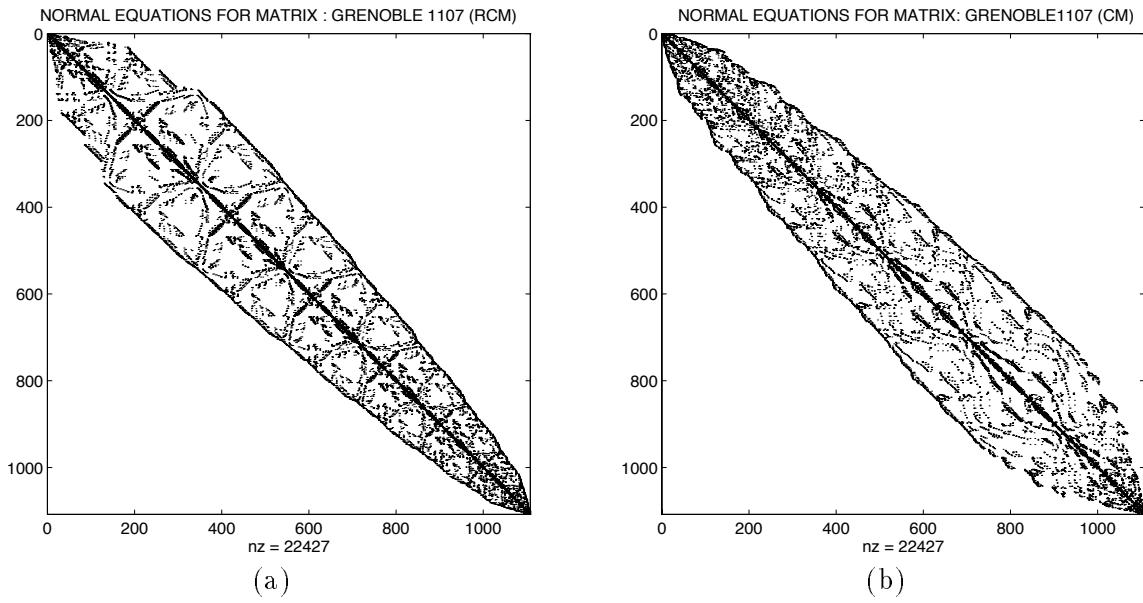 NORMAL EQUATIONS FOR MATRIX : GRENOBLE 1107 (RCM)
0
200
400
600
800
1000
0 200 400 600 800 1000
nz = 22427
(a)
NORMAL EQUATIONS FOR MATRIX: GRENOBLE1107 (CM)
0
200
400
600
800
1000
0 200 400 600 800 1000
nz = 22427
(b)